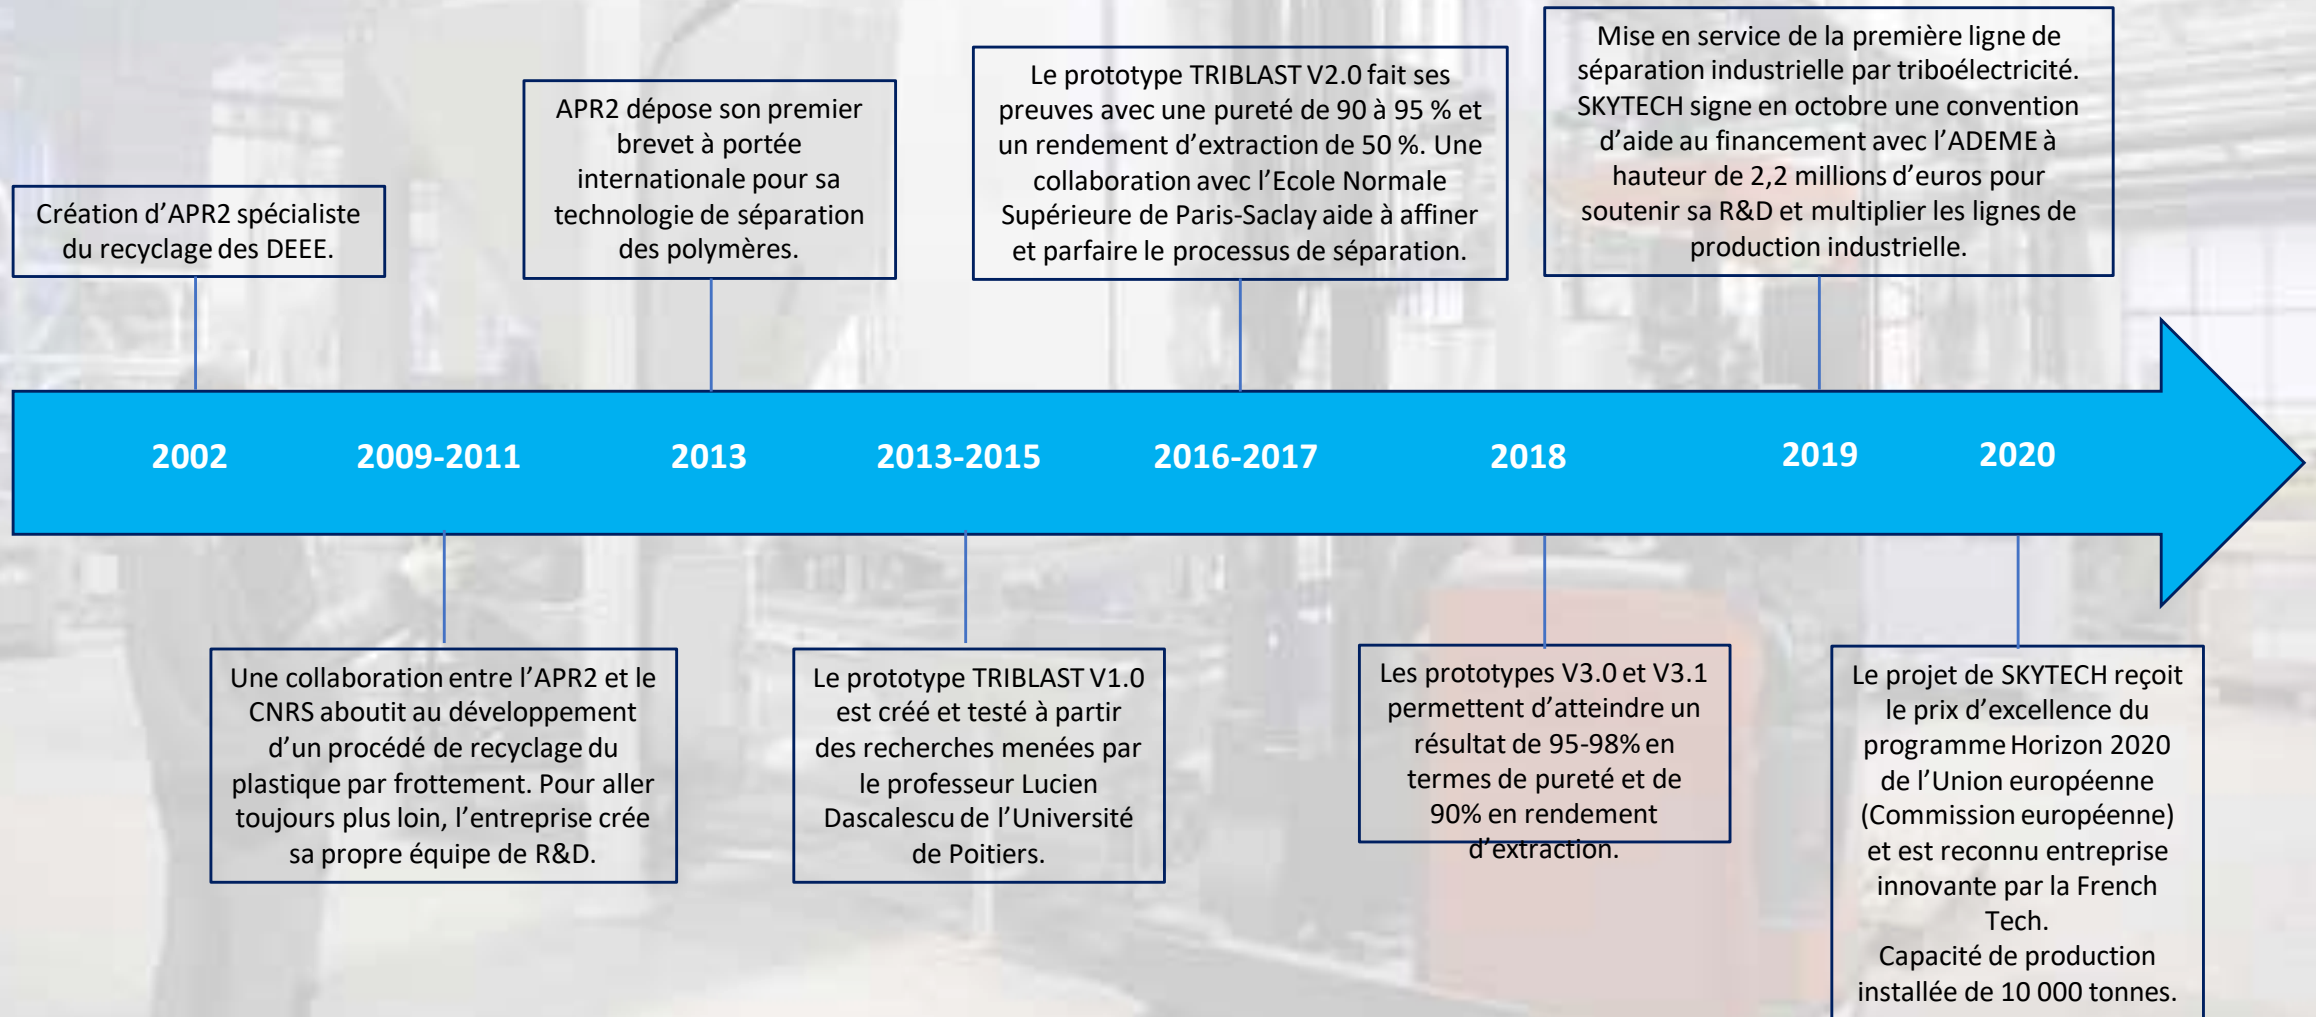 Création d’APR2 spécialiste
du recyclage des DEEE.
APR2 dépose son premier
brevet à portée
internationale pour sa
technologie de séparation
des polymères.
Le prototype TRIBLAST V2.0 fait ses
preuves avec une pureté de 90 à 95 % et
un rendement d’extraction de 50 %. Une
collaboration avec l’Ecole Normale
Supérieure de Paris-Saclay aide à affiner
et parfaire le processus de séparation.
Mise en service de la première ligne de
séparation industrielle par triboélectricité.
SKYTECH signe en octobre une convention
d’aide au financement avec l’ADEME à
hauteur de 2,2 millions d’euros pour
soutenir sa R&D et multiplier les lignes de
production industrielle.
2002 2009-2011 2013 2013-2015 2016-2017 2018 2019 2020
Une collaboration entre l’APR2 et le
CNRS aboutit au développement
d’un procédé de recyclage du
plastique par frottement. Pour aller
toujours plus loin, l’entreprise crée
sa propre équipe de R&D.
Le prototype TRIBLAST V1.0
est créé et testé à partir
des recherches menées par
le professeur Lucien
Dascalescu de l’Université
de Poitiers.
Les prototypes V3.0 et V3.1
permettent d’atteindre un
résultat de 95-98% en
termes de pureté et de
90% en rendement
d’extraction.
Le projet de SKYTECH reçoit
le prix d’excellence du
programme Horizon 2020
de l’Union européenne
(Commission européenne)
et est reconnu entreprise
innovante par la French
Tech.
Capacité de production
installée de 10 000 tonnes.